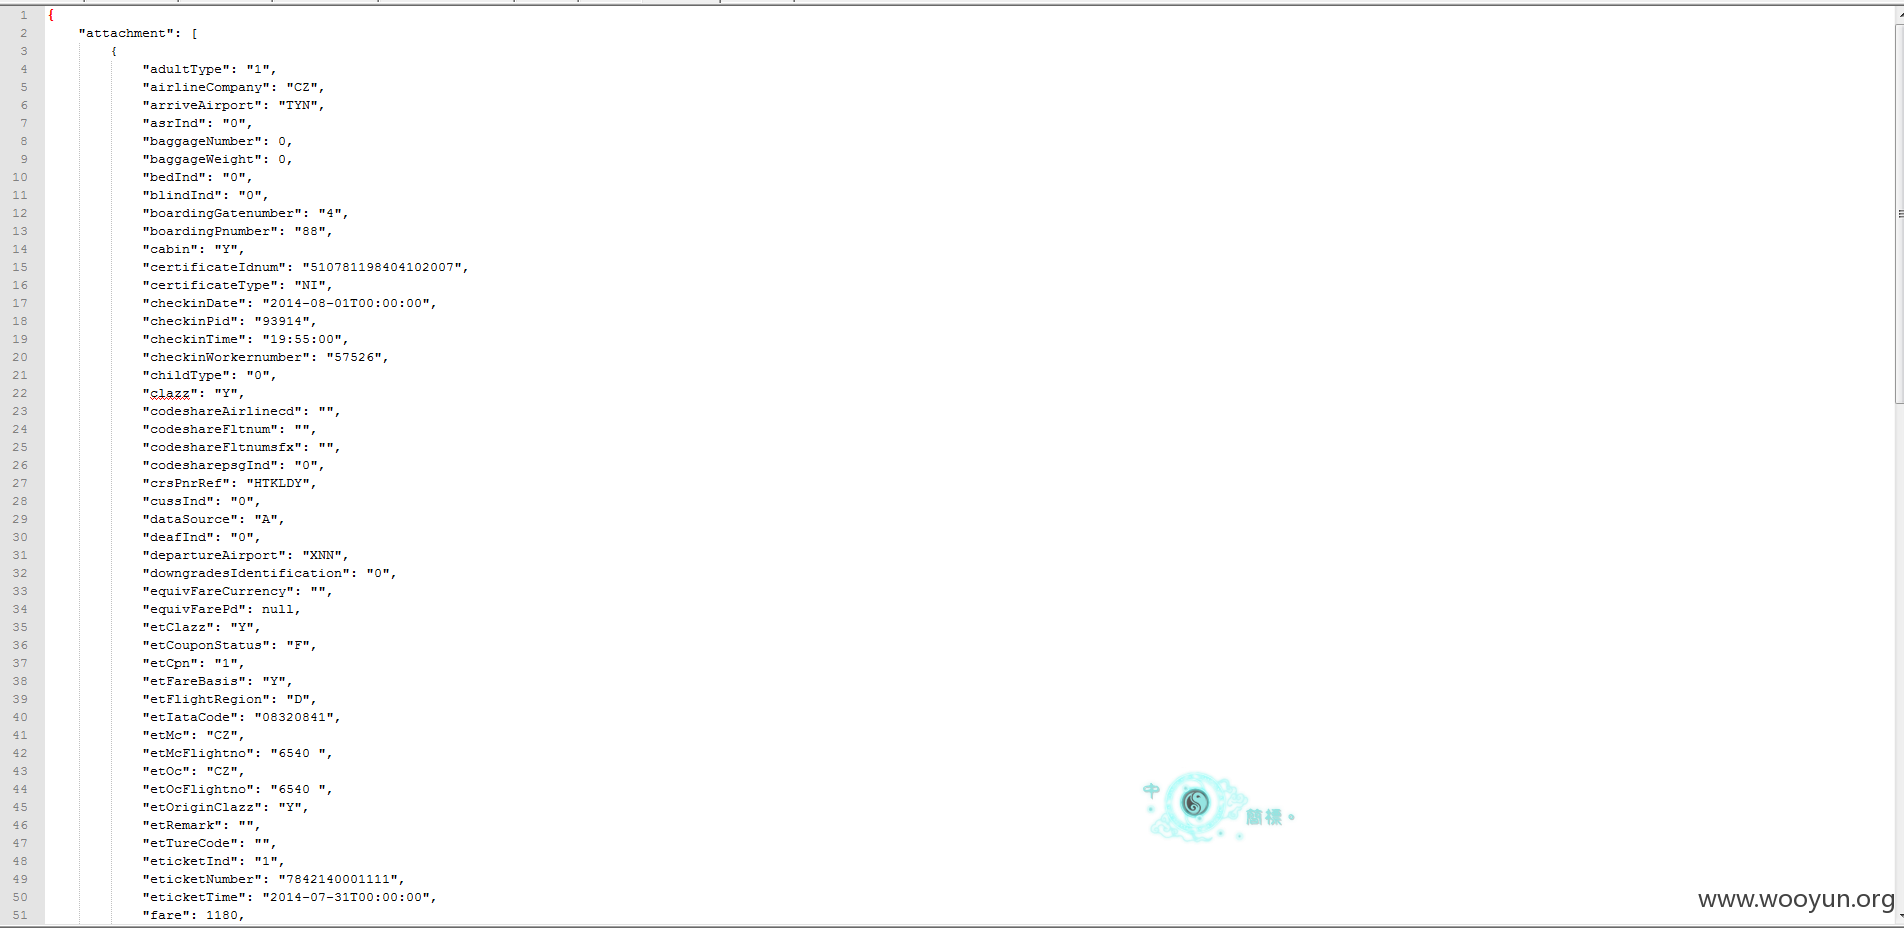 1 {
2 "attachment": [
3 {
4 "adultType": "1",
5 "airlineCompany": "CZ",
6 "arriveAirport": "TYN",
7 "asrInd": "0",
8 "baggageNumber": 0,
9 "baggageWeight": 0,
10 "bedInd": "0",
11 "blindInd": "0",
12 "boardingGatenumber": "4",
13 "boardingPnumber": "88",
14 "cabin": "Y",
15 "certificateIdnum": "510781198404102007",
16 "certificateType": "NI",
17 "checkinDate": "2014-08-01T00:00:00",
18 "checkinPid": "93914",
19 "checkinTime": "19:55:00",
20 "checkinWorkernumber": "57526",
21 "childType": "0",
22 "clazz": "Y",
23 "codeshareAirlinecd": "",
24 "codeshareFltnum": "",
25 "codeshareFltnumsfx": "",
26 "codesharepsgInd": "0",
27 "crsPnrRef": "HTKLDY",
28 "cussInd": "0",
29 "dataSource": "A",
30 "deafInd": "0",
31 "departureAirport": "XNN",
32 "downgradesIdentification": "0",
33 "equivFareCurrency": "",
34 "equivFarePd": null,
35 "etClazz": "Y",
36 "etCouponStatus": "F",
37 "etCpn": "1",
38 "etFareBasis": "Y",
39 "etFlightRegion": "D",
40 "etIataCode": "08320841",
41 "etMc": "CZ",
42 "etMcFlightno": "6540 ",
43 "etOc": "CZ",
44 "etOcFlightno": "6540 ",
45 "etOriginClazz": "Y",
46 "etRemark": "",
47 "etTureCode": "",
48 "eticketInd": "1",
49 "eticketNumber": "7842140001111",
50 "eticketTime": "2014-07-31T00:00:00",
51 "fare": 1180,
中
www.wooyun.org